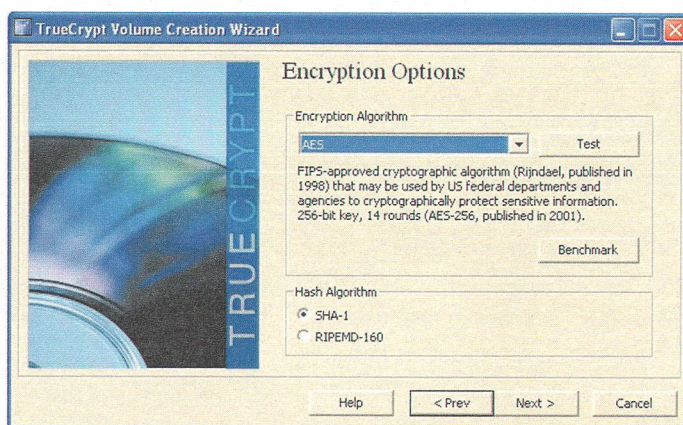 TrueCrypt Volume Creation Wizard
TRUECRYPT
Encryption Options
Encryption Algorithm
AES
Test
FIPS-approved cryptographic algorithm (Rijndael, published in
1998) that may be used by US federal departments and
agencies to cryptographically protect sensitive information.
256-bit key, 14 rounds (AES-256, published in 2001).
Benchmark
Hash Algorithm
SHA-1
RIPEMD-160
Help
< Prev
Next >
Cancel